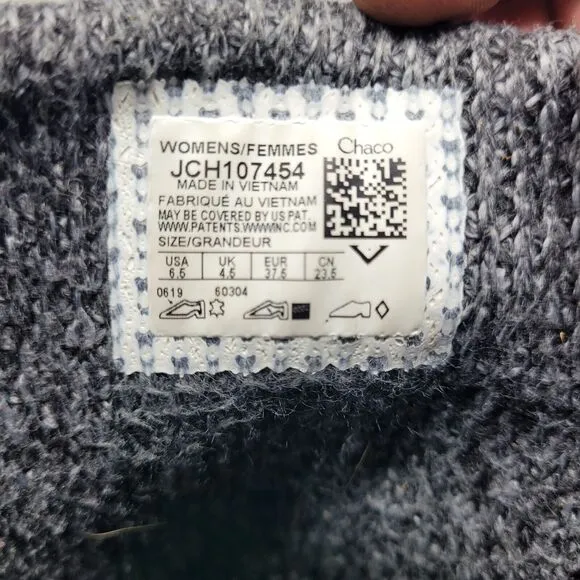 WOMENS/FEMMES Chaco
JCH107454
MADE IN VIETNAM
FABRIQUÉ AU VIETNAM
MAY BE COVERED BY US PAT.
WWW.PATENTS.WWWINC.COM
SIZE/GRANDEUR
USA UK EUR CN
6.5 4.5 37.5 23.5
0619 60304